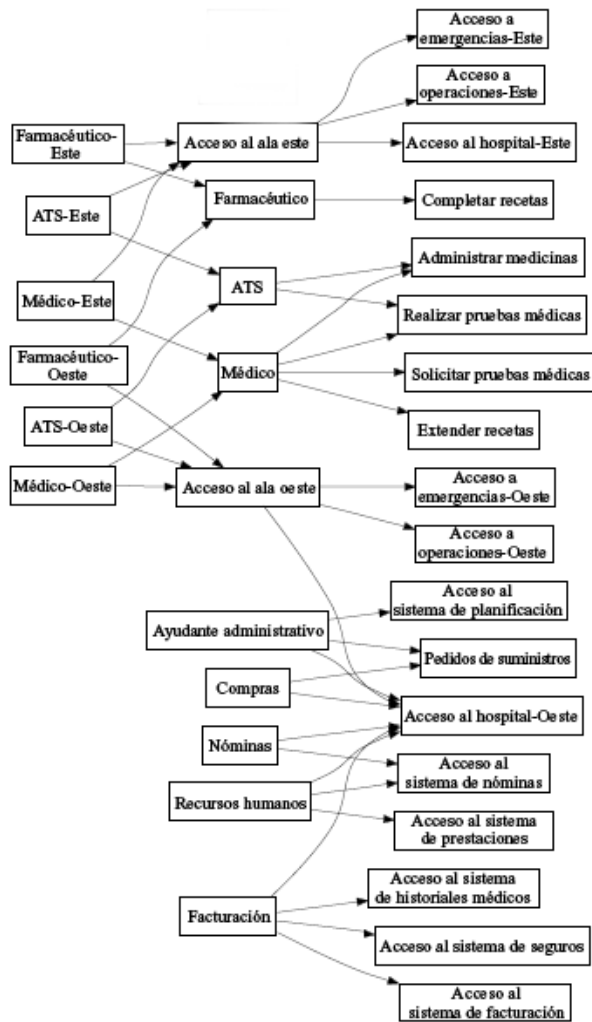 Acceso a
emergencias-Este
Acceso a
operaciones-Este
Farmacéutico-
Este
Acceso al ala este
Acceso al hospital-Este
Farmacéutico
Completar recetas
ATS-Este
Administrar medicinas
ATS
Médico-Este
Realizar pruebas médicas
Farmacéutico-
Oeste
Médico
Solicitar pruebas médicas
ATS-Oeste
Extender recetas
Médico-Oeste
Acceso al ala oeste
Acceso a
emergencias-Oeste
Acceso a
operaciones-Oeste
Acceso al
sistema de planificación
Ayudante administrativo
Pedidos de suministros
Compras
Acceso al hospital-Oeste
Nóminas
Acceso al
sistema de nóminas
Recursos humanos
Acceso al sistema
de prestaciones
Acceso al sistema
de historiales médicos
Facturación
Acceso al sistema de seguros
Acceso al
sistema de facturación